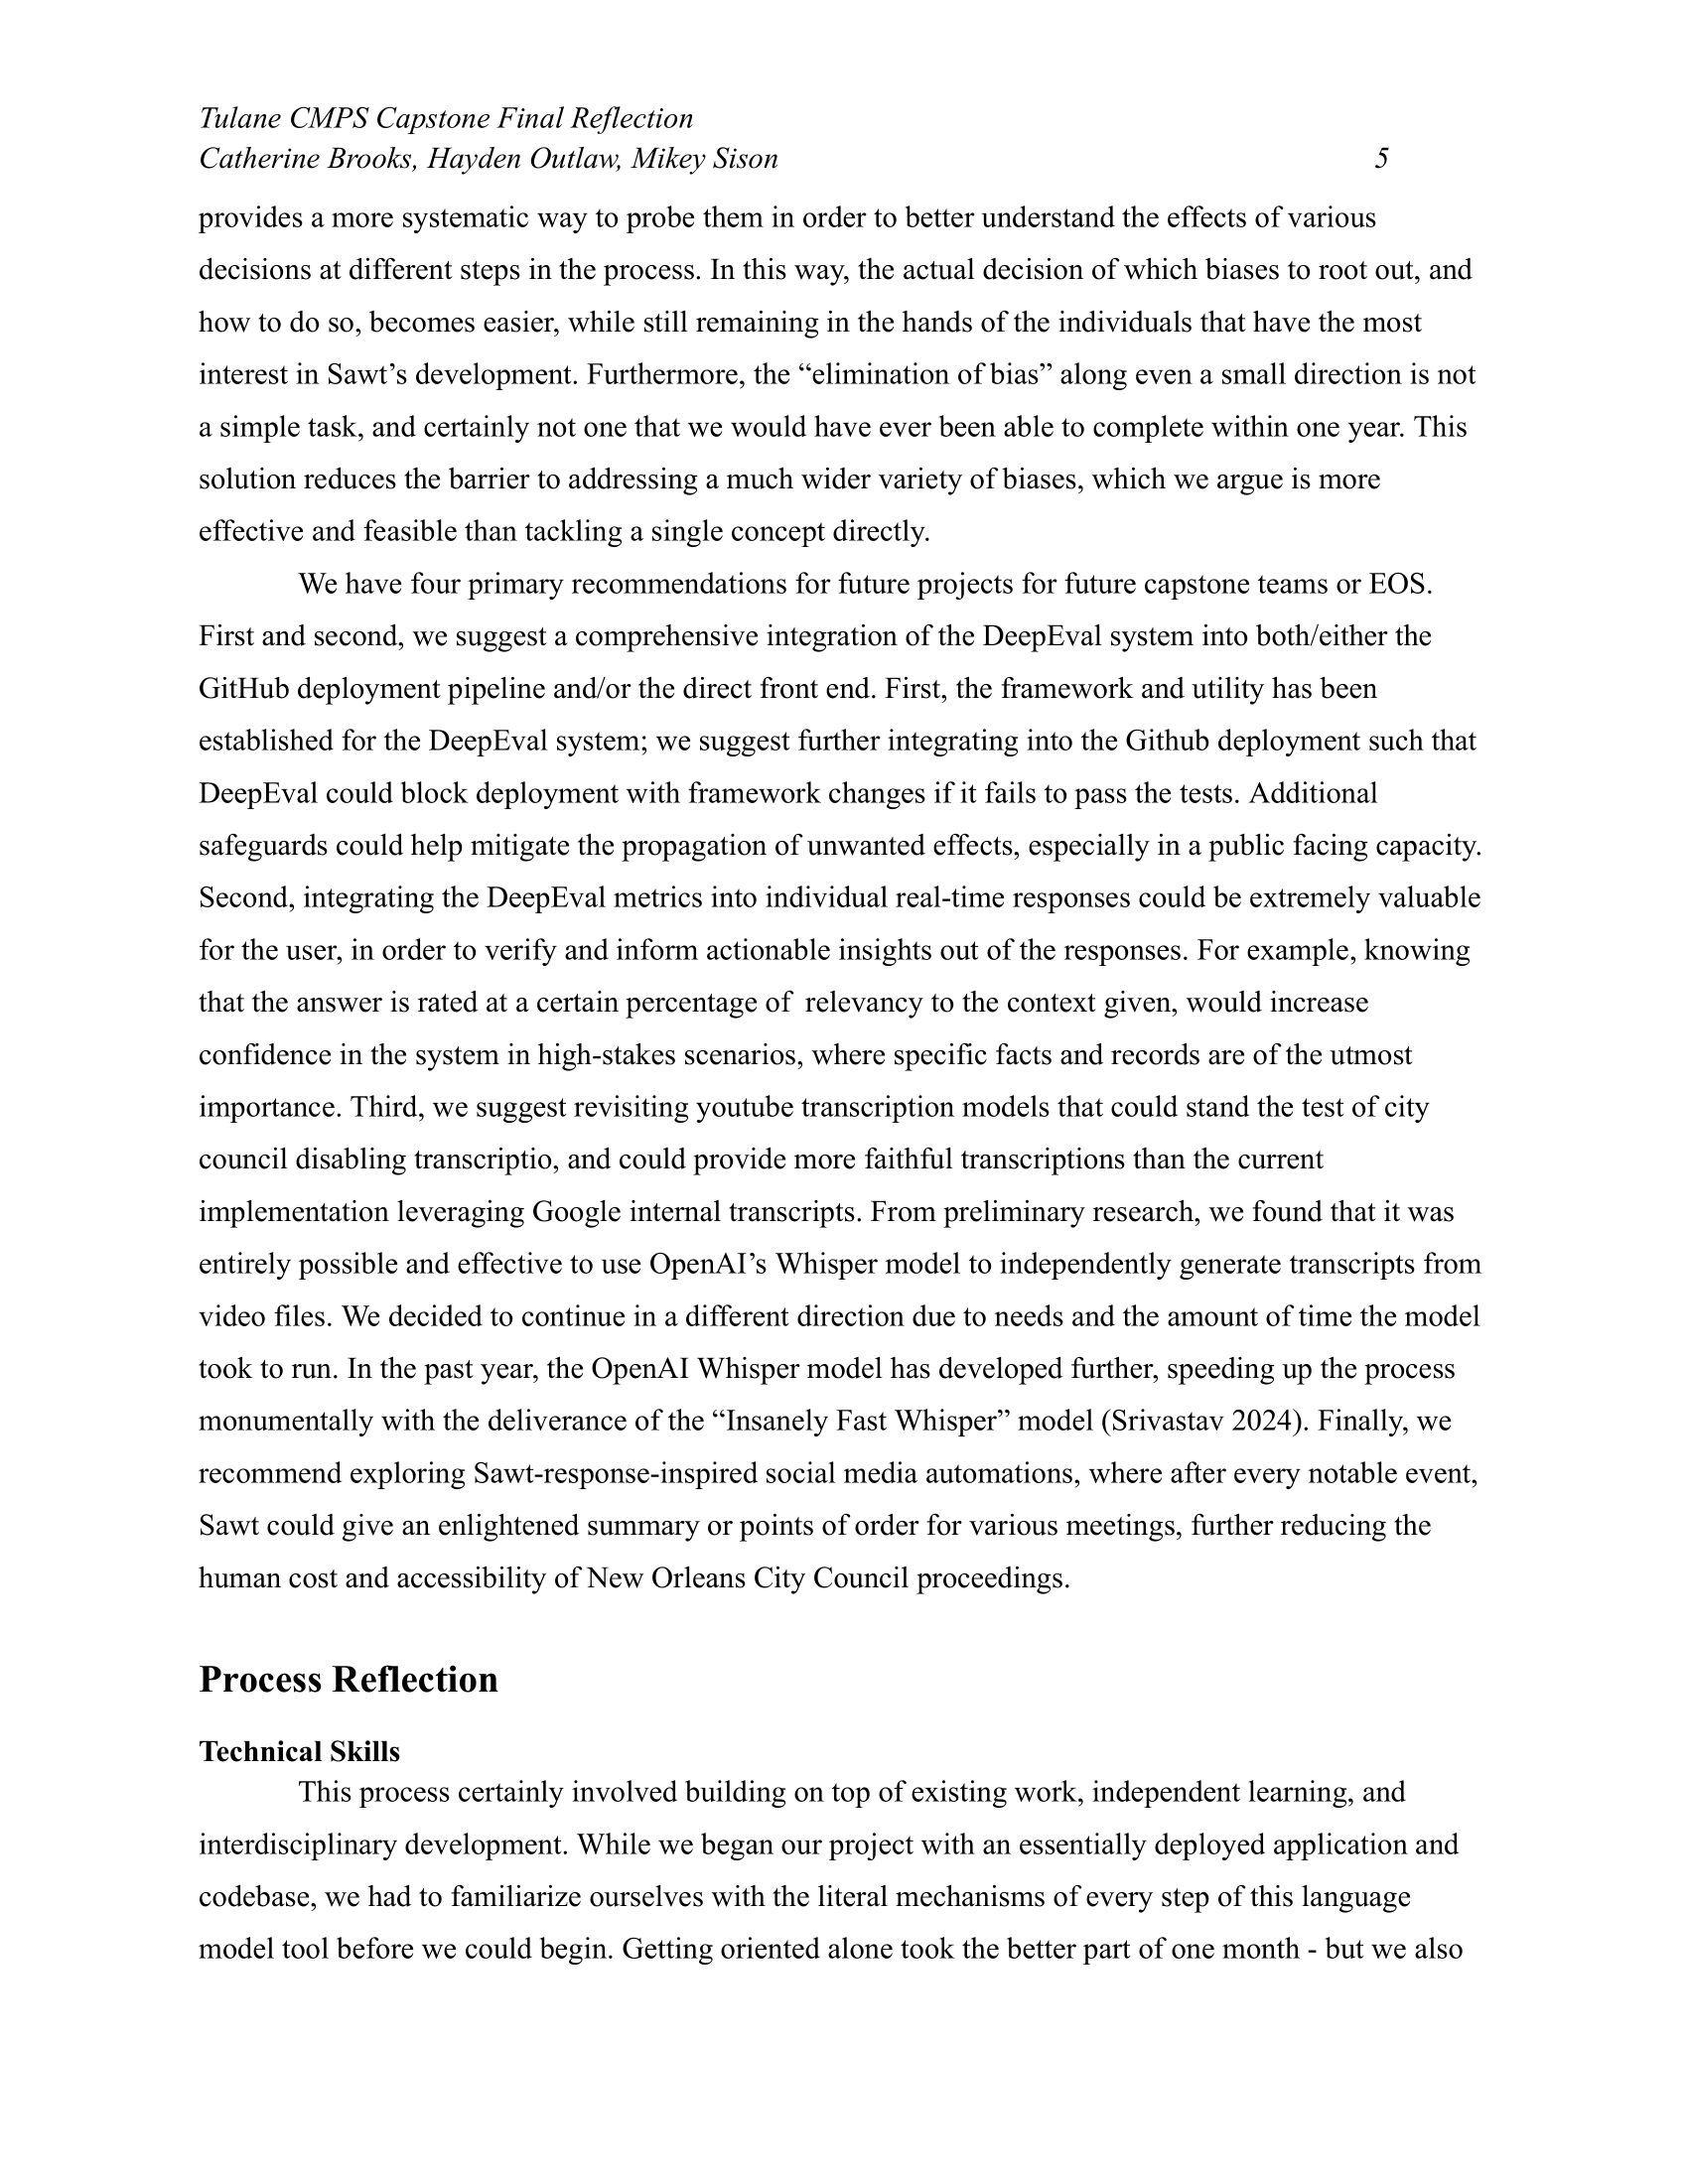 Tulane CMPS Capstone Final Reflection
Catherine Brooks, Hayden Outlaw, Mikey Sison 5
provides a more systematic way to probe them in order to better understand the effects of various
decisions at different steps in the process. In this way, the actual decision of which biases to root out, and
how to do so, becomes easier, while still remaining in the hands of the individuals that have the most
interest in Sawt’s development. Furthermore, the “elimination of bias” along even a small direction is not
a simple task, and certainly not one that we would have ever been able to complete within one year. This
solution reduces the barrier to addressing a much wider variety of biases, which we argue is more
effective and feasible than tackling a single concept directly.
We have four primary recommendations for future projects for future capstone teams or EOS.
First and second, we suggest a comprehensive integration of the DeepEval system into both/either the
GitHub deployment pipeline and/or the direct front end. First, the framework and utility has been
established for the DeepEval system; we suggest further integrating into the Github deployment such that
DeepEval could block deployment with framework changes if it fails to pass the tests. Additional
safeguards could help mitigate the propagation of unwanted effects, especially in a public facing capacity.
Second, integrating the DeepEval metrics into individual real-time responses could be extremely valuable
for the user, in order to verify and inform actionable insights out of the responses. For example, knowing
that the answer is rated at a certain percentage of  relevancy to the context given, would increase
confidence in the system in high-stakes scenarios, where specific facts and records are of the utmost
importance. Third, we suggest revisiting youtube transcription models that could stand the test of city
council disabling transcriptio, and could provide more faithful transcriptions than the current
implementation leveraging Google internal transcripts. From preliminary research, we found that it was
entirely possible and effective to use OpenAI’s Whisper model to independently generate transcripts from
video files. We decided to continue in a different direction due to needs and the amount of time the model
took to run. In the past year, the OpenAI Whisper model has developed further, speeding up the process
monumentally with the deliverance of the “Insanely Fast Whisper” model (Srivastav 2024). Finally, we
recommend exploring Sawt-response-inspired social media automations, where after every notable event,
Sawt could give an enlightened summary or points of order for various meetings, further reducing the
human cost and accessibility of New Orleans City Council proceedings.
Process Reflection
Technical Skills
This process certainly involved building on top of existing work, independent learning, and
interdisciplinary development. While we began our project with an essentially deployed application and
codebase, we had to familiarize ourselves with the literal mechanisms of every step of this language
model tool before we could begin. Getting oriented alone took the better part of one month - but we also